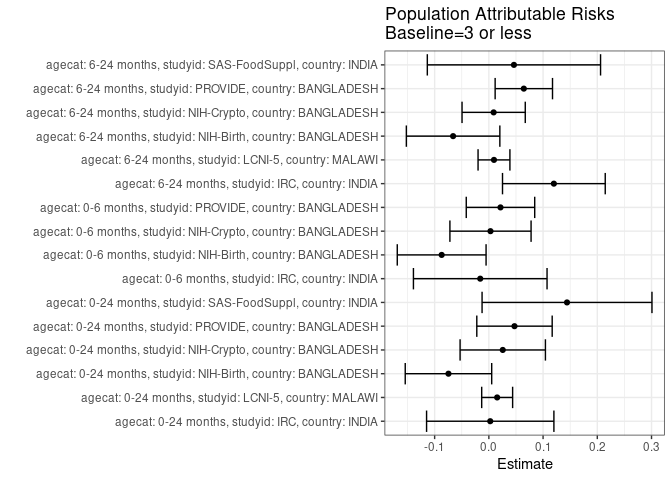 Population Attributable Risks
Baseline=3 or less
agecat: 6-24 months, studyid: SAS-FoodSuppl, country: INDIA
agecat: 6-24 months, studyid: PROVIDE, country: BANGLADESH
agecat: 6-24 months, studyid: NIH-Crypto, country: BANGLADESH
agecat: 6-24 months, studyid: NIH-Birth, country: BANGLADESH
agecat: 6-24 months, studyid: LCNI-5, country: MALAWI
agecat: 6-24 months, studyid: IRC, country: INDIA
agecat: 0-6 months, studyid: PROVIDE, country: BANGLADESH
agecat: 0-6 months, studyid: NIH-Crypto, country: BANGLADESH
agecat: 0-6 months, studyid: NIH-Birth, country: BANGLADESH
agecat: 0-6 months, studyid: IRC, country: INDIA
agecat: 0-24 months, studyid: SAS-FoodSuppl, country: INDIA
agecat: 0-24 months, studyid: PROVIDE, country: BANGLADESH
agecat: 0-24 months, studyid: NIH-Crypto, country: BANGLADESH
agecat: 0-24 months, studyid: NIH-Birth, country: BANGLADESH
agecat: 0-24 months, studyid: LCNI-5, country: MALAWI
agecat: 0-24 months, studyid: IRC, country: INDIA
-0.1 0.0 0.1 0.2 0.3
Estimate